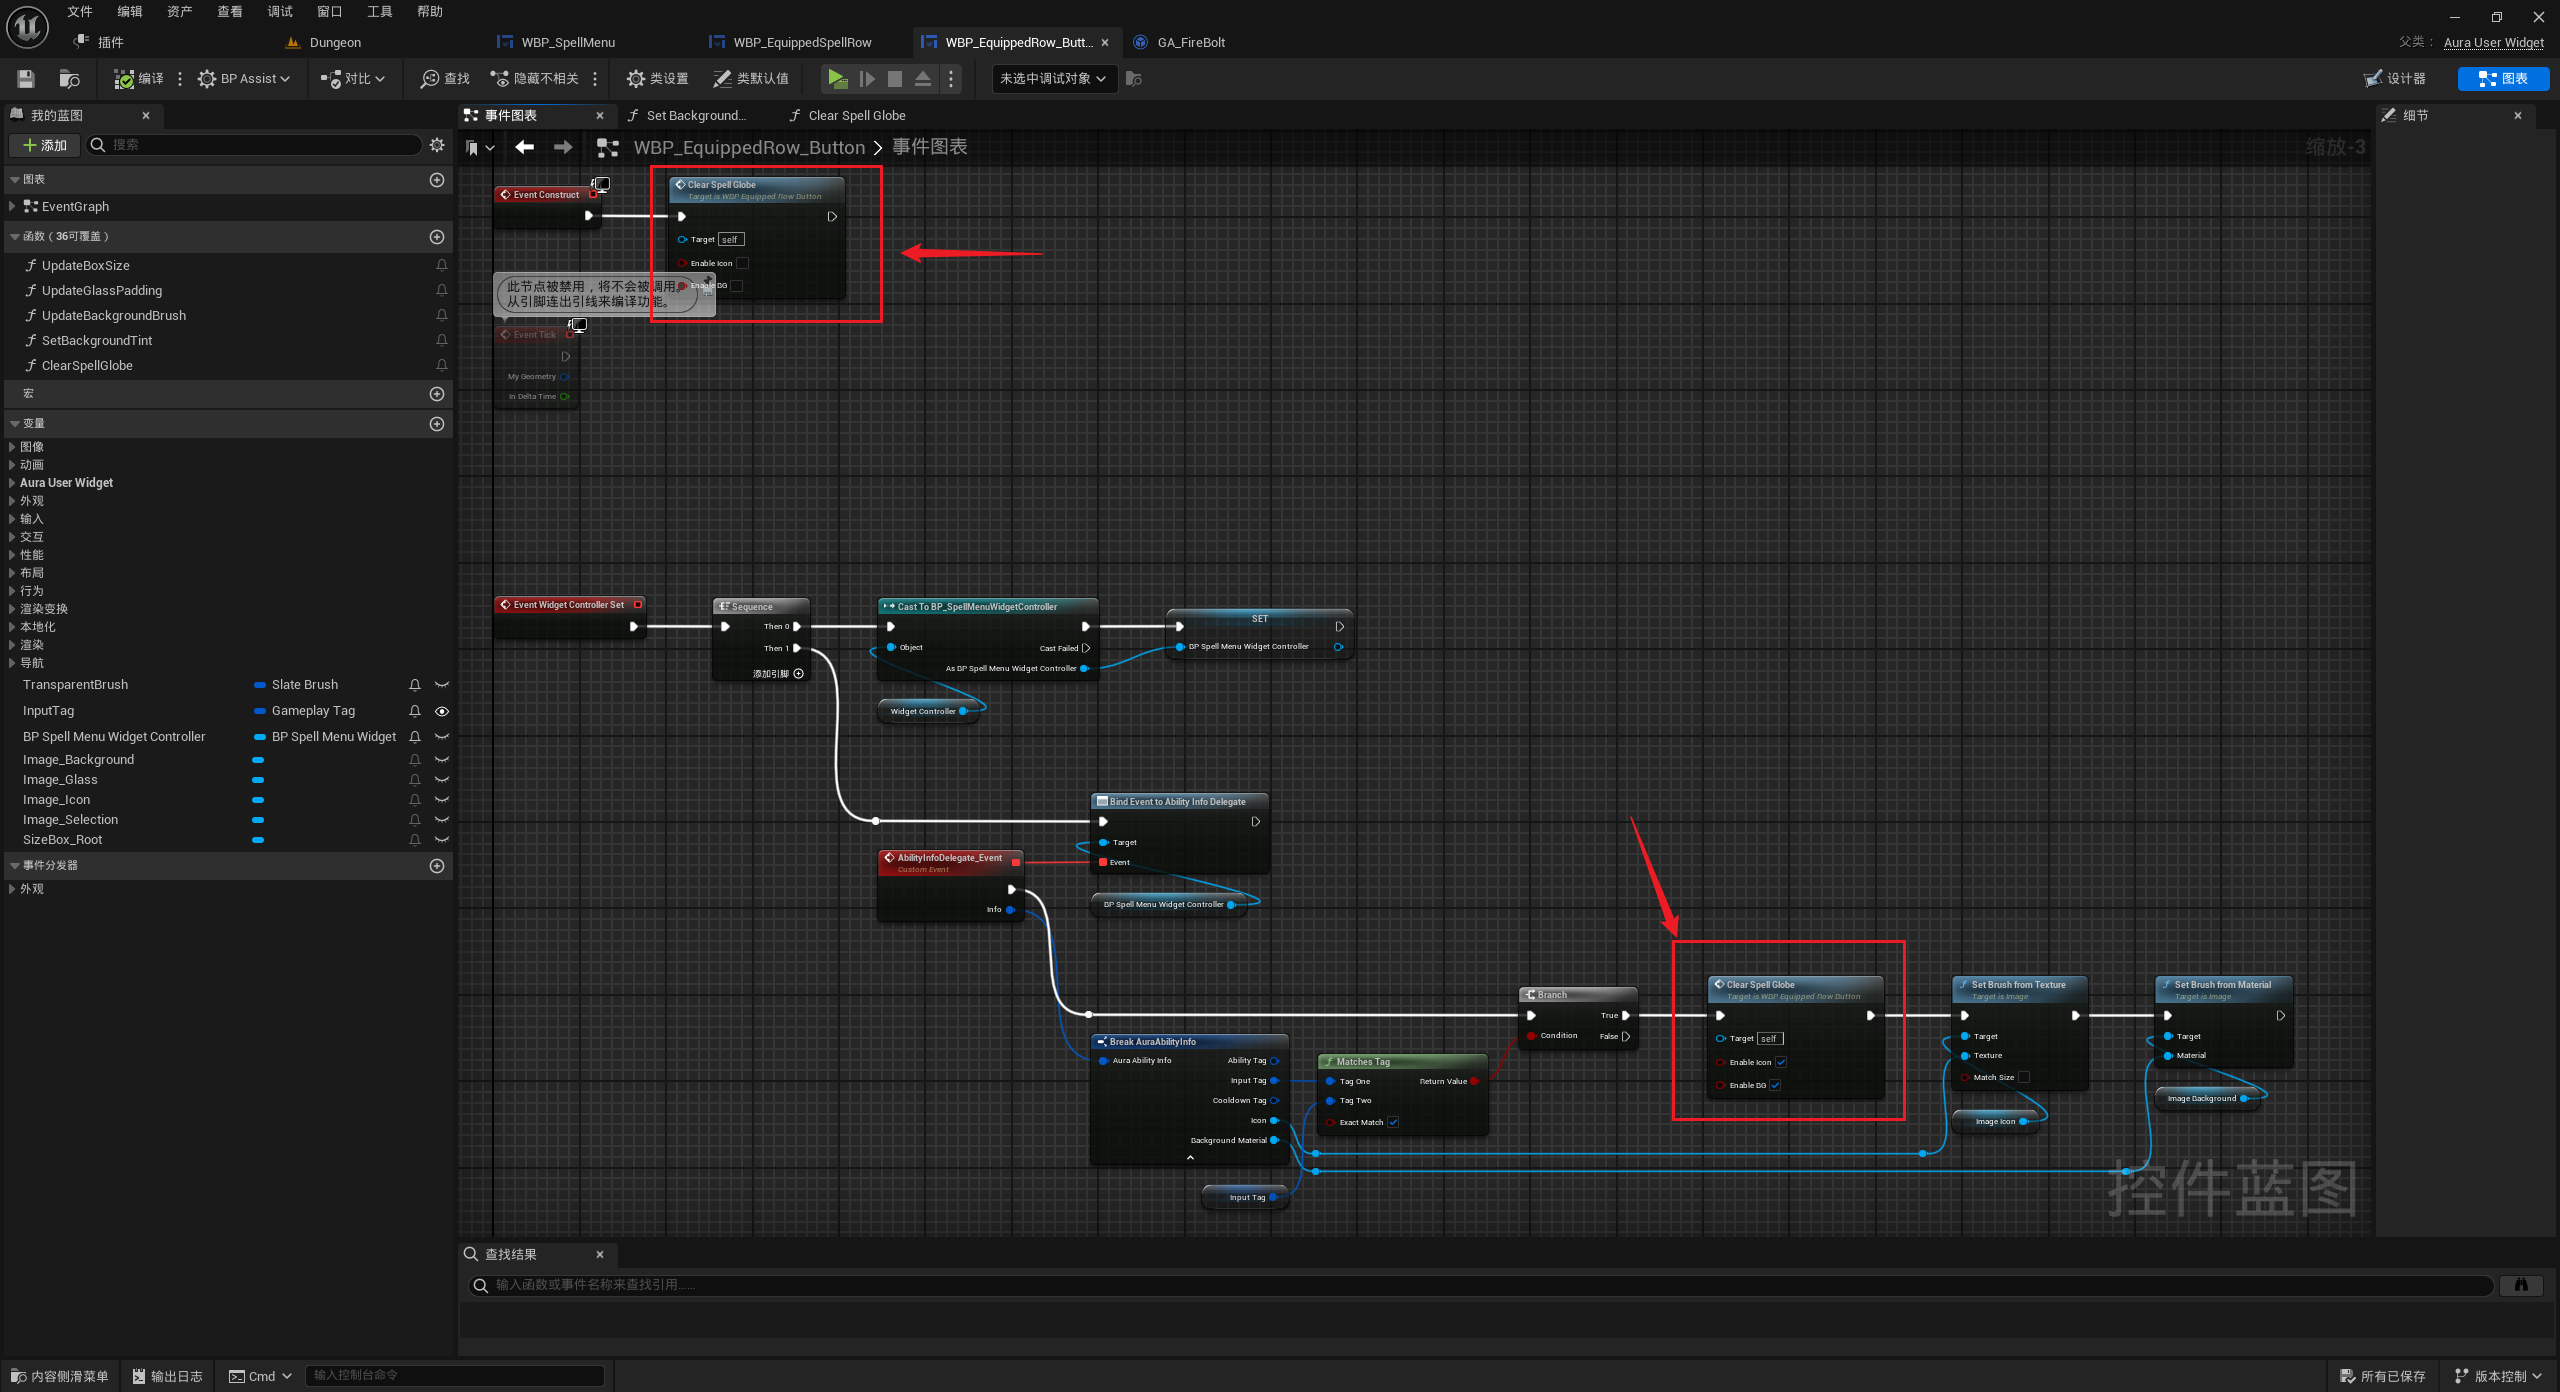 文件 编辑 资产 查看 调试 窗口 工具 帮助
插件 Dungeon WBP_SpellMenu WBP_EquippedSpellRow WBP_EquippedRow_Butt... GA_FireBolt
父类： Aura User Widget
编译 BP Assist 对比 查找 隐藏不相关 类设置 类默认值 未选中调试对象 设计器 图表
我的蓝图
添加 搜索
图表
EventGraph
函数（36可覆盖）
UpdateBoxSize
UpdateGlassPadding
UpdateBackgroundBrush
SetBackgroundTint
ClearSpellGlobe
宏
变量
图像
动画
Aura User Widget
外观
输入
交互
性能
布局
行为
渲染变换
本地化
渲染
导航
TransparentBrush Slate Brush
InputTag Gameplay Tag
BP Spell Menu Widget Controller BP Spell Menu Widget
Image_Background
Image_Glass
Image_Icon
Image_Selection
SizeBox_Root
事件分发器
外观
事件图表 Set Background... Clear Spell Globe
WBP_EquippedRow_Button > 事件图表
缩放-3
Event Construct
Clear Spell Globe
Target is WBP Equipped Row Button
Target self
Enable Icon
Enable BG
此节点被禁用，将不会被调用。
从引脚连出引线来编译功能。
Event Tick
My Geometry
In Delta Time
Event Widget Controller Set
Sequence
Then 0
Then 1
添加引脚
Cast To BP_SpellMenuWidgetController
Object
Cast Failed
As BP Spell Menu Widget Controller
Widget Controller
SET
BP Spell Menu Widget Controller
Bind Event to Ability Info Delegate
Target
Event
BP Spell Menu Widget Controller
AbilityInfoDelegate_Event
Custom Event
Info
Break AuraAbilityInfo
Aura Ability Info
Ability Tag
Input Tag
Cooldown Tag
Icon
Background Material
Input Tag
Matches Tag
Tag One
Return Value
Tag Two
Exact Match
Branch
True
Condition
False
Clear Spell Globe
Target is WBP Equipped Row Button
Target self
Enable Icon
Enable BG
Set Brush from Texture
Target is Image
Target
Texture
Match Size
Image Icon
Set Brush from Material
Target is Image
Target
Material
Image Background
控件蓝图
细节
查找结果
输入函数或事件名称来查找引用......
内容侧滑菜单 输出日志 Cmd 输入控制台命令
所有已保存 版本控制